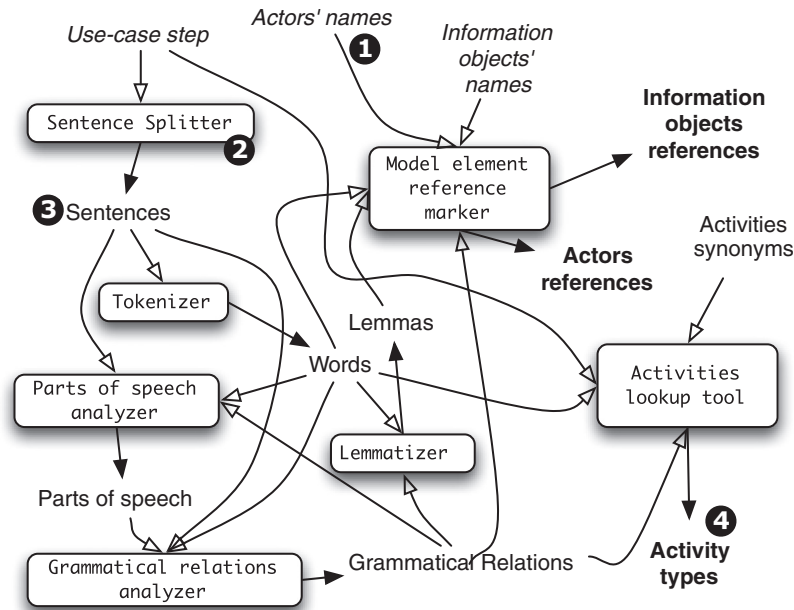 Actors' names
Use-case step
1
Information
objects'
names
Information
objects
references
Sentence Splitter
2
Model element
reference
marker
3
Sentences
Activities
synonyms
Actors
references
Tokenizer
Lemmas
Words
Activities
lookup tool
Parts of speech
analyzer
Lemmatizer
Parts of speech
4
Activity
types
Grammatical Relations
Grammatical relations
analyzer